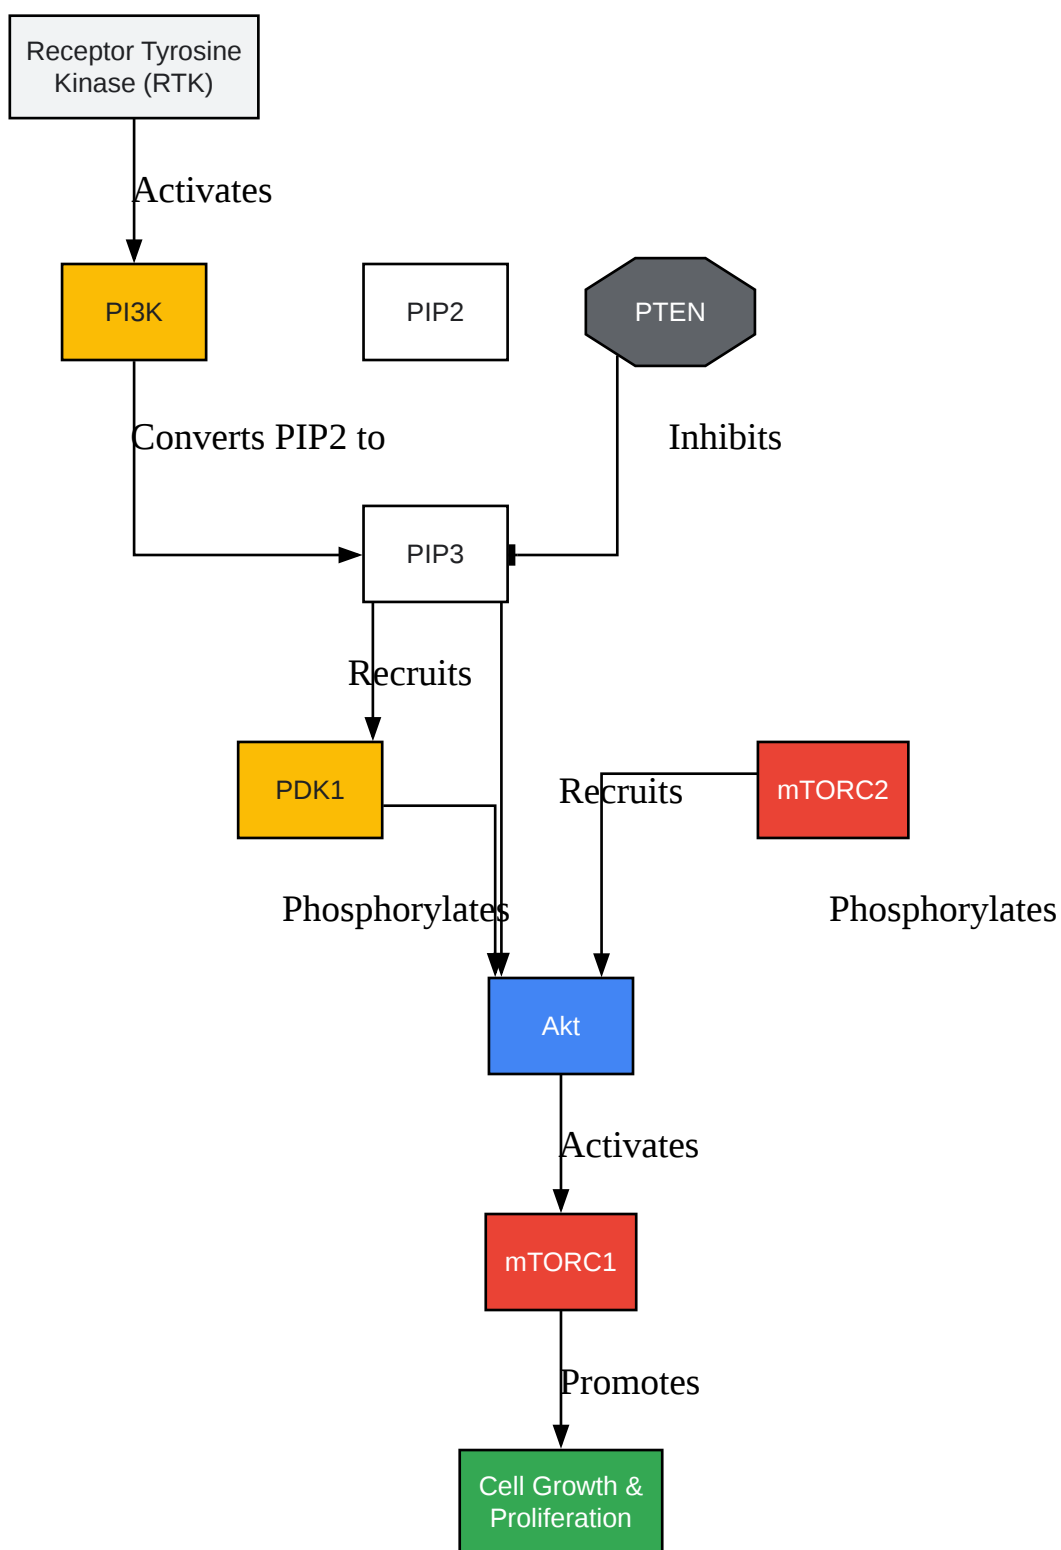 Receptor Tyrosine
Kinase (RTK)
Activates
PI3K
PIP2
PTEN
Converts PIP2 to
Inhibits
PIP3
Recruits
PDK1
Recruits
mTORC2
Phosphorylates
Phosphorylates
Akt
Activates
mTORC1
Promotes
Cell Growth &
Proliferation